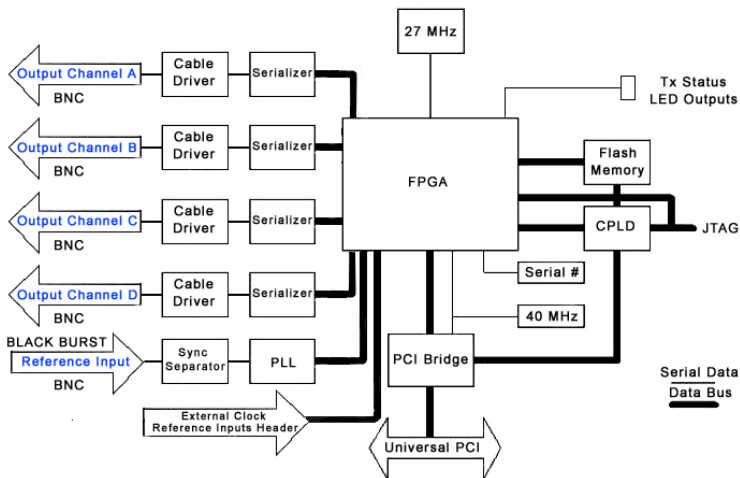 27 MHz
Output Channel A
BNC
Cable
Driver
Serializer
Tx Status
LED Outputs
Output Channel B
BNC
Cable
Driver
Serializer
FPGA
Flash
Memory
Output Channel C
BNC
Cable
Driver
Serializer
CPLD
JTAG
Output Channel D
BNC
Cable
Driver
Serializer
Serial #
40 MHz
BLACK BURST
Reference Input
BNC
Sync
Separator
PLL
PCI Bridge
External Clock
Reference Inputs Header
Universal PCI
Serial Data
Data Bus